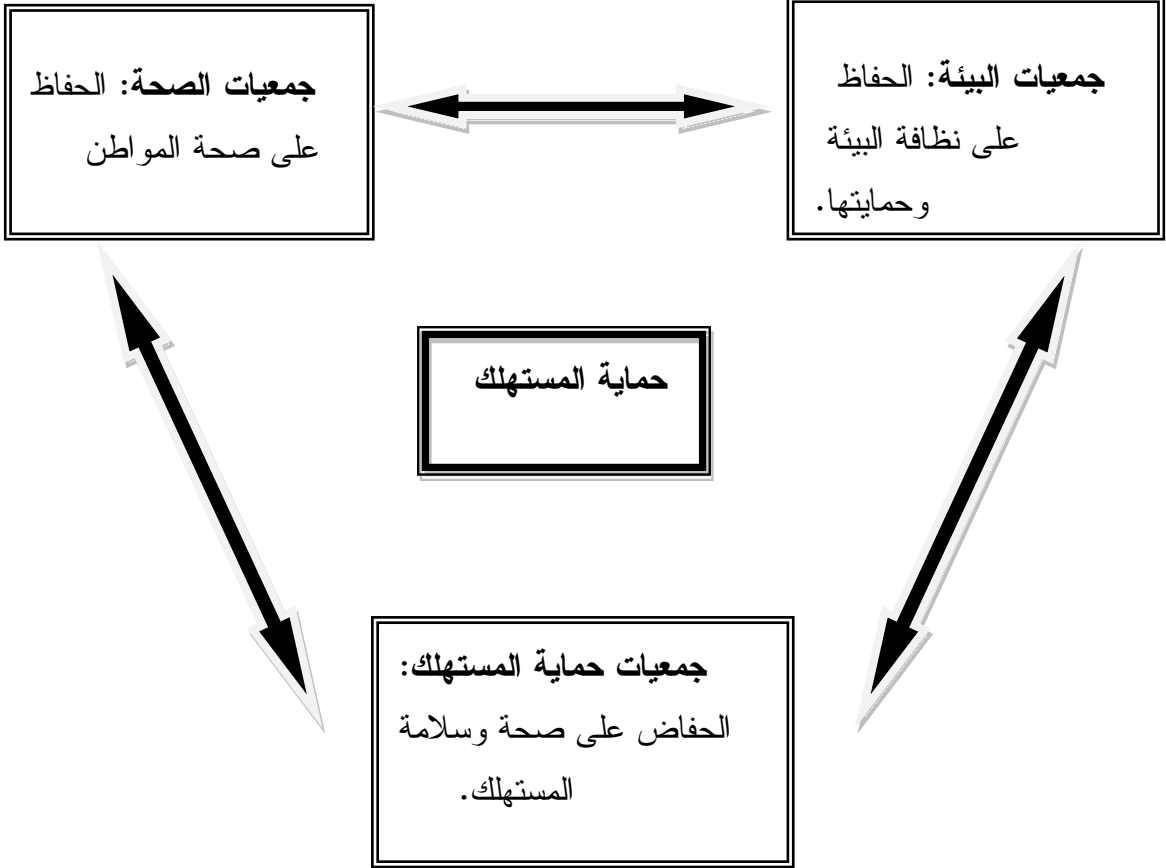 جمعيات البيئة: الحفاظ
على نظافة البيئة
وحمايتها.
جمعيات الصحة: الحفاظ
على صحة المواطن
حماية المستهلك
جمعيات حماية المستهلك:
الحفاض على صحة وسلامة
المستهلك.